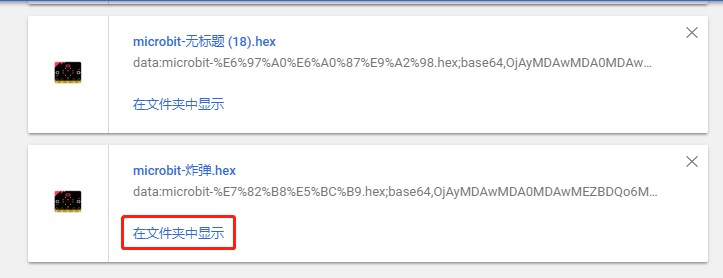 microbit-无标题 (18).hex
data:microbit-%E6%97%A0%E6%A0%87%E9%A2%98.hex;base64,OjAyMDAwMDA0MDAw…
在文件夹中显示
microbit-炸弹.hex
data:microbit-%E7%82%B8%E5%BC%B9.hex;base64,OjAyMDAwMDA0MDAwMEZBDQo6M…
在文件夹中显示